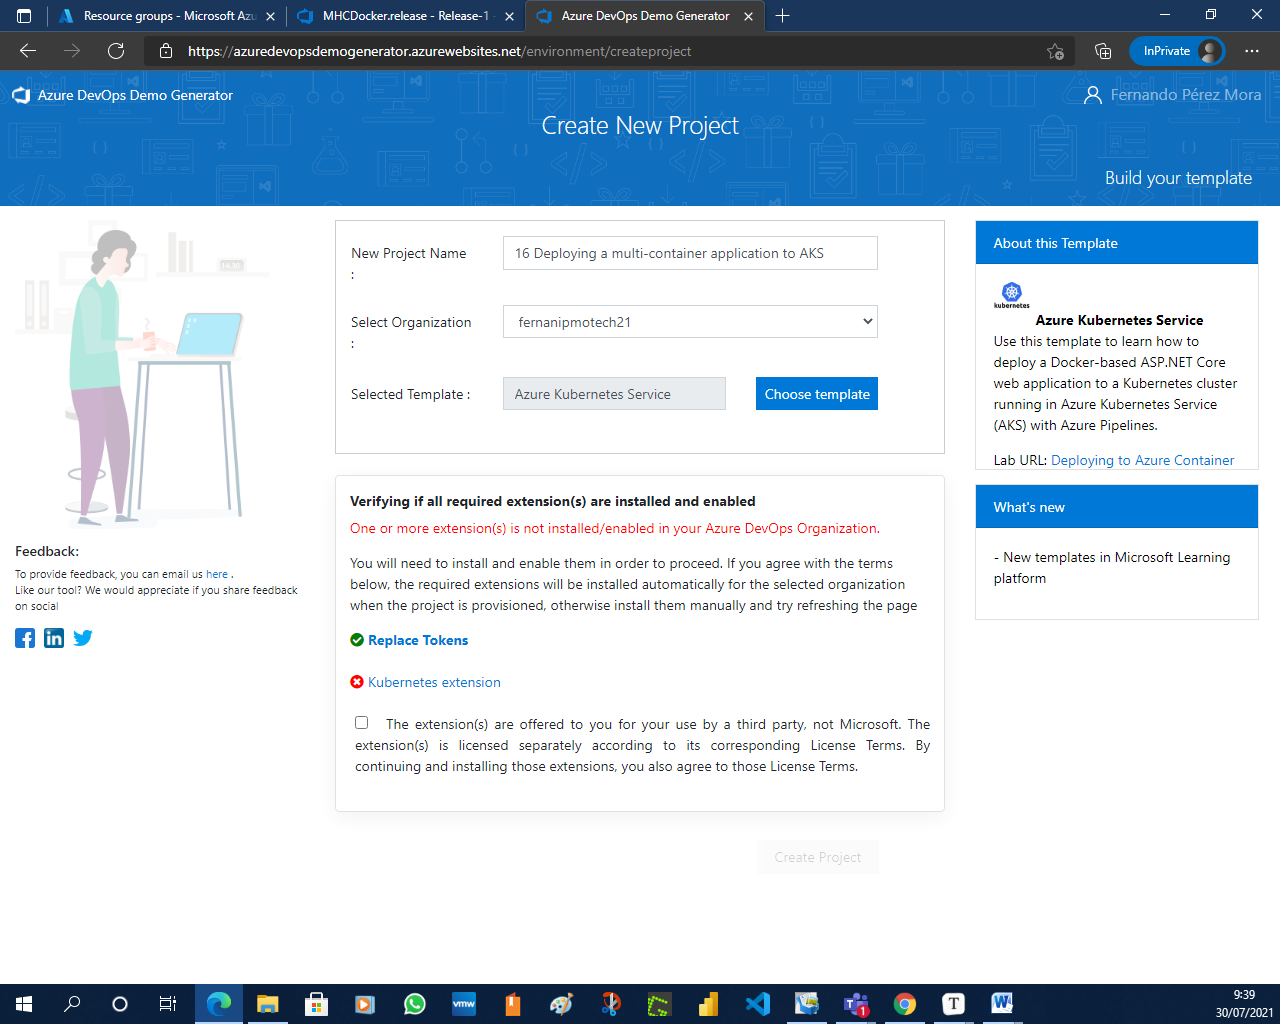 Resource groups - Microsoft Azu
MHCDocker.release - Release-1 -
Azure DevOps Demo Generator
https://azuredevopsdemogenerator.azurewebsites.net/environment/createproject
InPrivate
Azure DevOps Demo Generator
Fernando Pérez Mora
Create New Project
Build your template
New Project Name
:
16 Deploying a multi-container application to AKS
Select Organization
:
fernanipmotech21
Selected Template :
Azure Kubernetes Service
Choose template
Verifying if all required extension(s) are installed and enabled
One or more extension(s) is not installed/enabled in your Azure DevOps Organization.
You will need to install and enable them in order to proceed. If you agree with the terms
below, the required extensions will be installed automatically for the selected organization
when the project is provisioned, otherwise install them manually and try refreshing the page
Replace Tokens
Kubernetes extension
The extension(s) are offered to you for your use by a third party, not Microsoft. The
extension(s) is licensed separately according to its corresponding License Terms. By
continuing and installing those extensions, you also agree to those License Terms.
Create Project
About this Template
kubernetes
Azure Kubernetes Service
Use this template to learn how to
deploy a Docker-based ASP.NET Core
web application to a Kubernetes cluster
running in Azure Kubernetes Service
(AKS) with Azure Pipelines.
Lab URL: Deploying to Azure Container
What's new
- New templates in Microsoft Learning
platform
Feedback:
To provide feedback, you can email us here .
Like our tool? We would appreciate if you share feedback
on social
vmw
1
T
W
9:39
30/07/2021